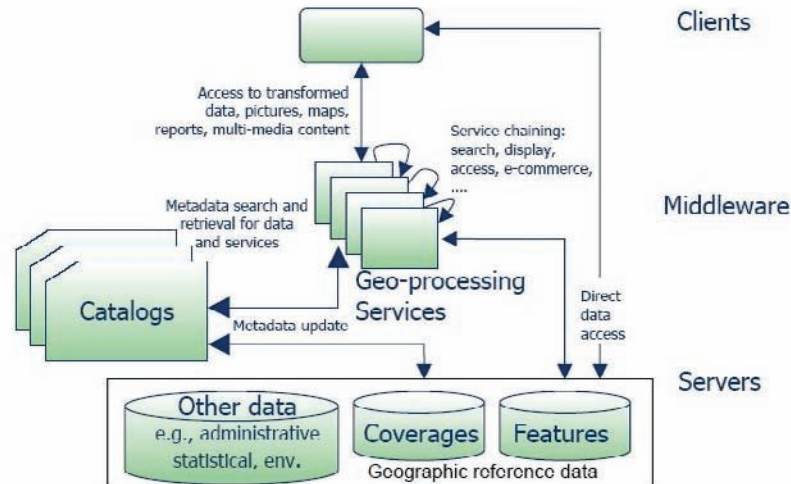 Clients
Access to transformed
data, pictures, maps,
reports, multi-media content
Service chaining:
search, display,
access, e-commerce,
....
Middleware
Metadata search and
retrieval for data
and services
Geo-processing
Services
Catalogs
Metadata update
Direct
data
access
Servers
Other data
e.g., administrative
statistical, env.
Coverages
Features
Geographic reference data